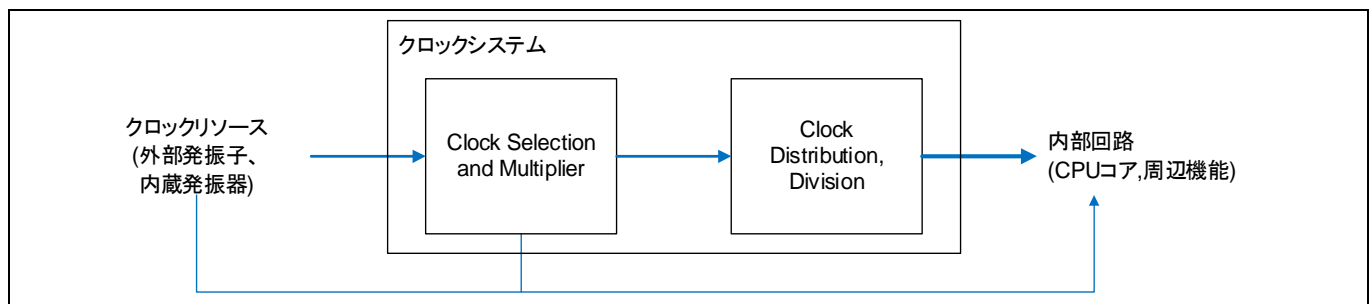 クロックシステム
クロックリソース
(外部発振子、
内蔵発振器)
Clock Selection
and Multiplier
Clock
Distribution,
Division
内部回路
(CPUコア,周辺機能)